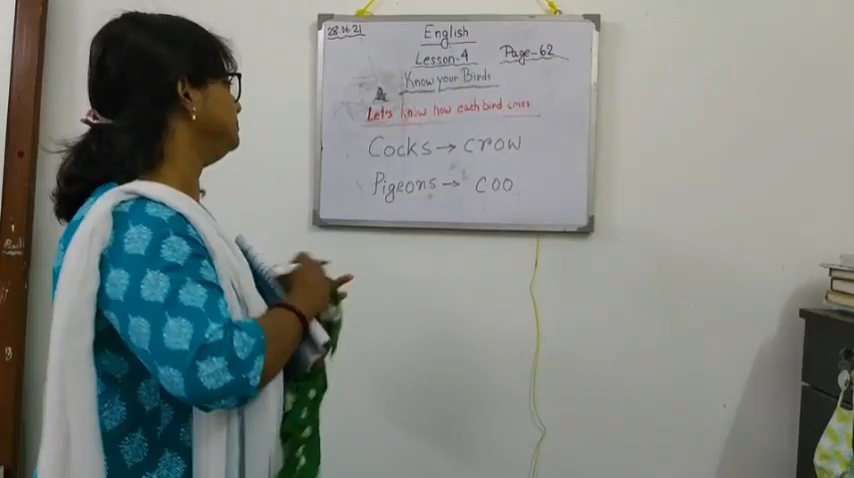 28.06.21
English
Lesson-4
Page-62
Know your Birds
Let's know how each bird cries
Cocks → crow
Pigeons → coo